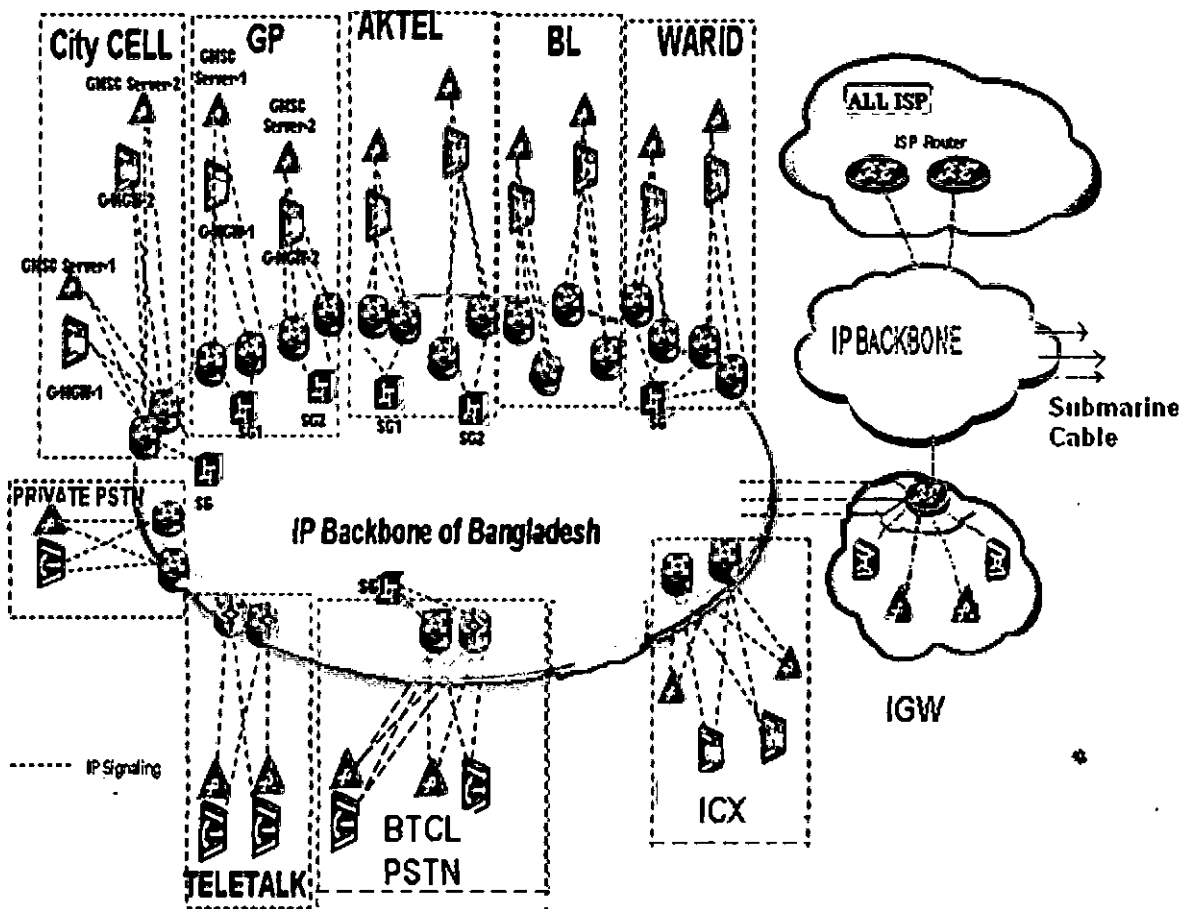 City CELL
GP
AKTEL
BL
WARID
GMSC Server-2
GMSC
Server-1
GMSC
Server-2
G-MGW-2
G-MGW-1
G-MGW-2
GMSC Server-1
G-MGW-1
SG1
SG2
SG1
SG2
SG
SG
ALL ISP
ISP Router
IP BACKBONE
Submarine
Cable
PRIVATE PSTN
IP Backbone of Bangladesh
SG
IGW
IP Signaling
ICX
BTCL
PSTN
TELETALK